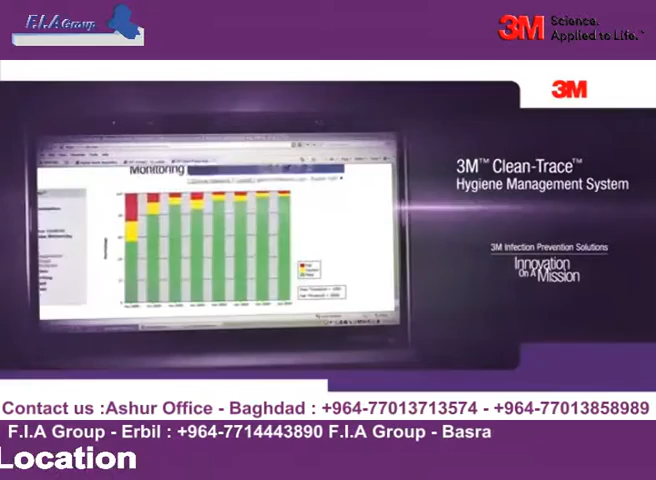 F.I.A Group
3M Science.
Applied to Life.™
3M
Monitoring
3M™ Clean-Trace™
Hygiene Management System
3M Infection Prevention Solutions
Innovation
On A Mission
Contact us :Ashur Office - Baghdad : +964-77013713574 - +964-77013858989
F.I.A Group - Erbil : +964-7714443890 F.I.A Group - Basra
Location